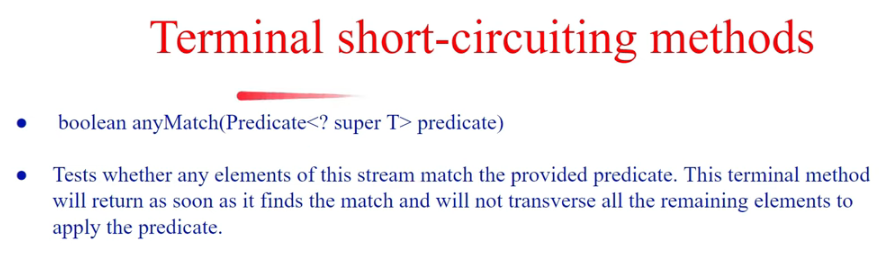 Terminal short-circuiting methods
• boolean anyMatch(Predicate<? super T> predicate)
• Tests whether any elements of this stream match the provided predicate. This terminal method
will return as soon as it finds the match and will not transverse all the remaining elements to
apply the predicate.